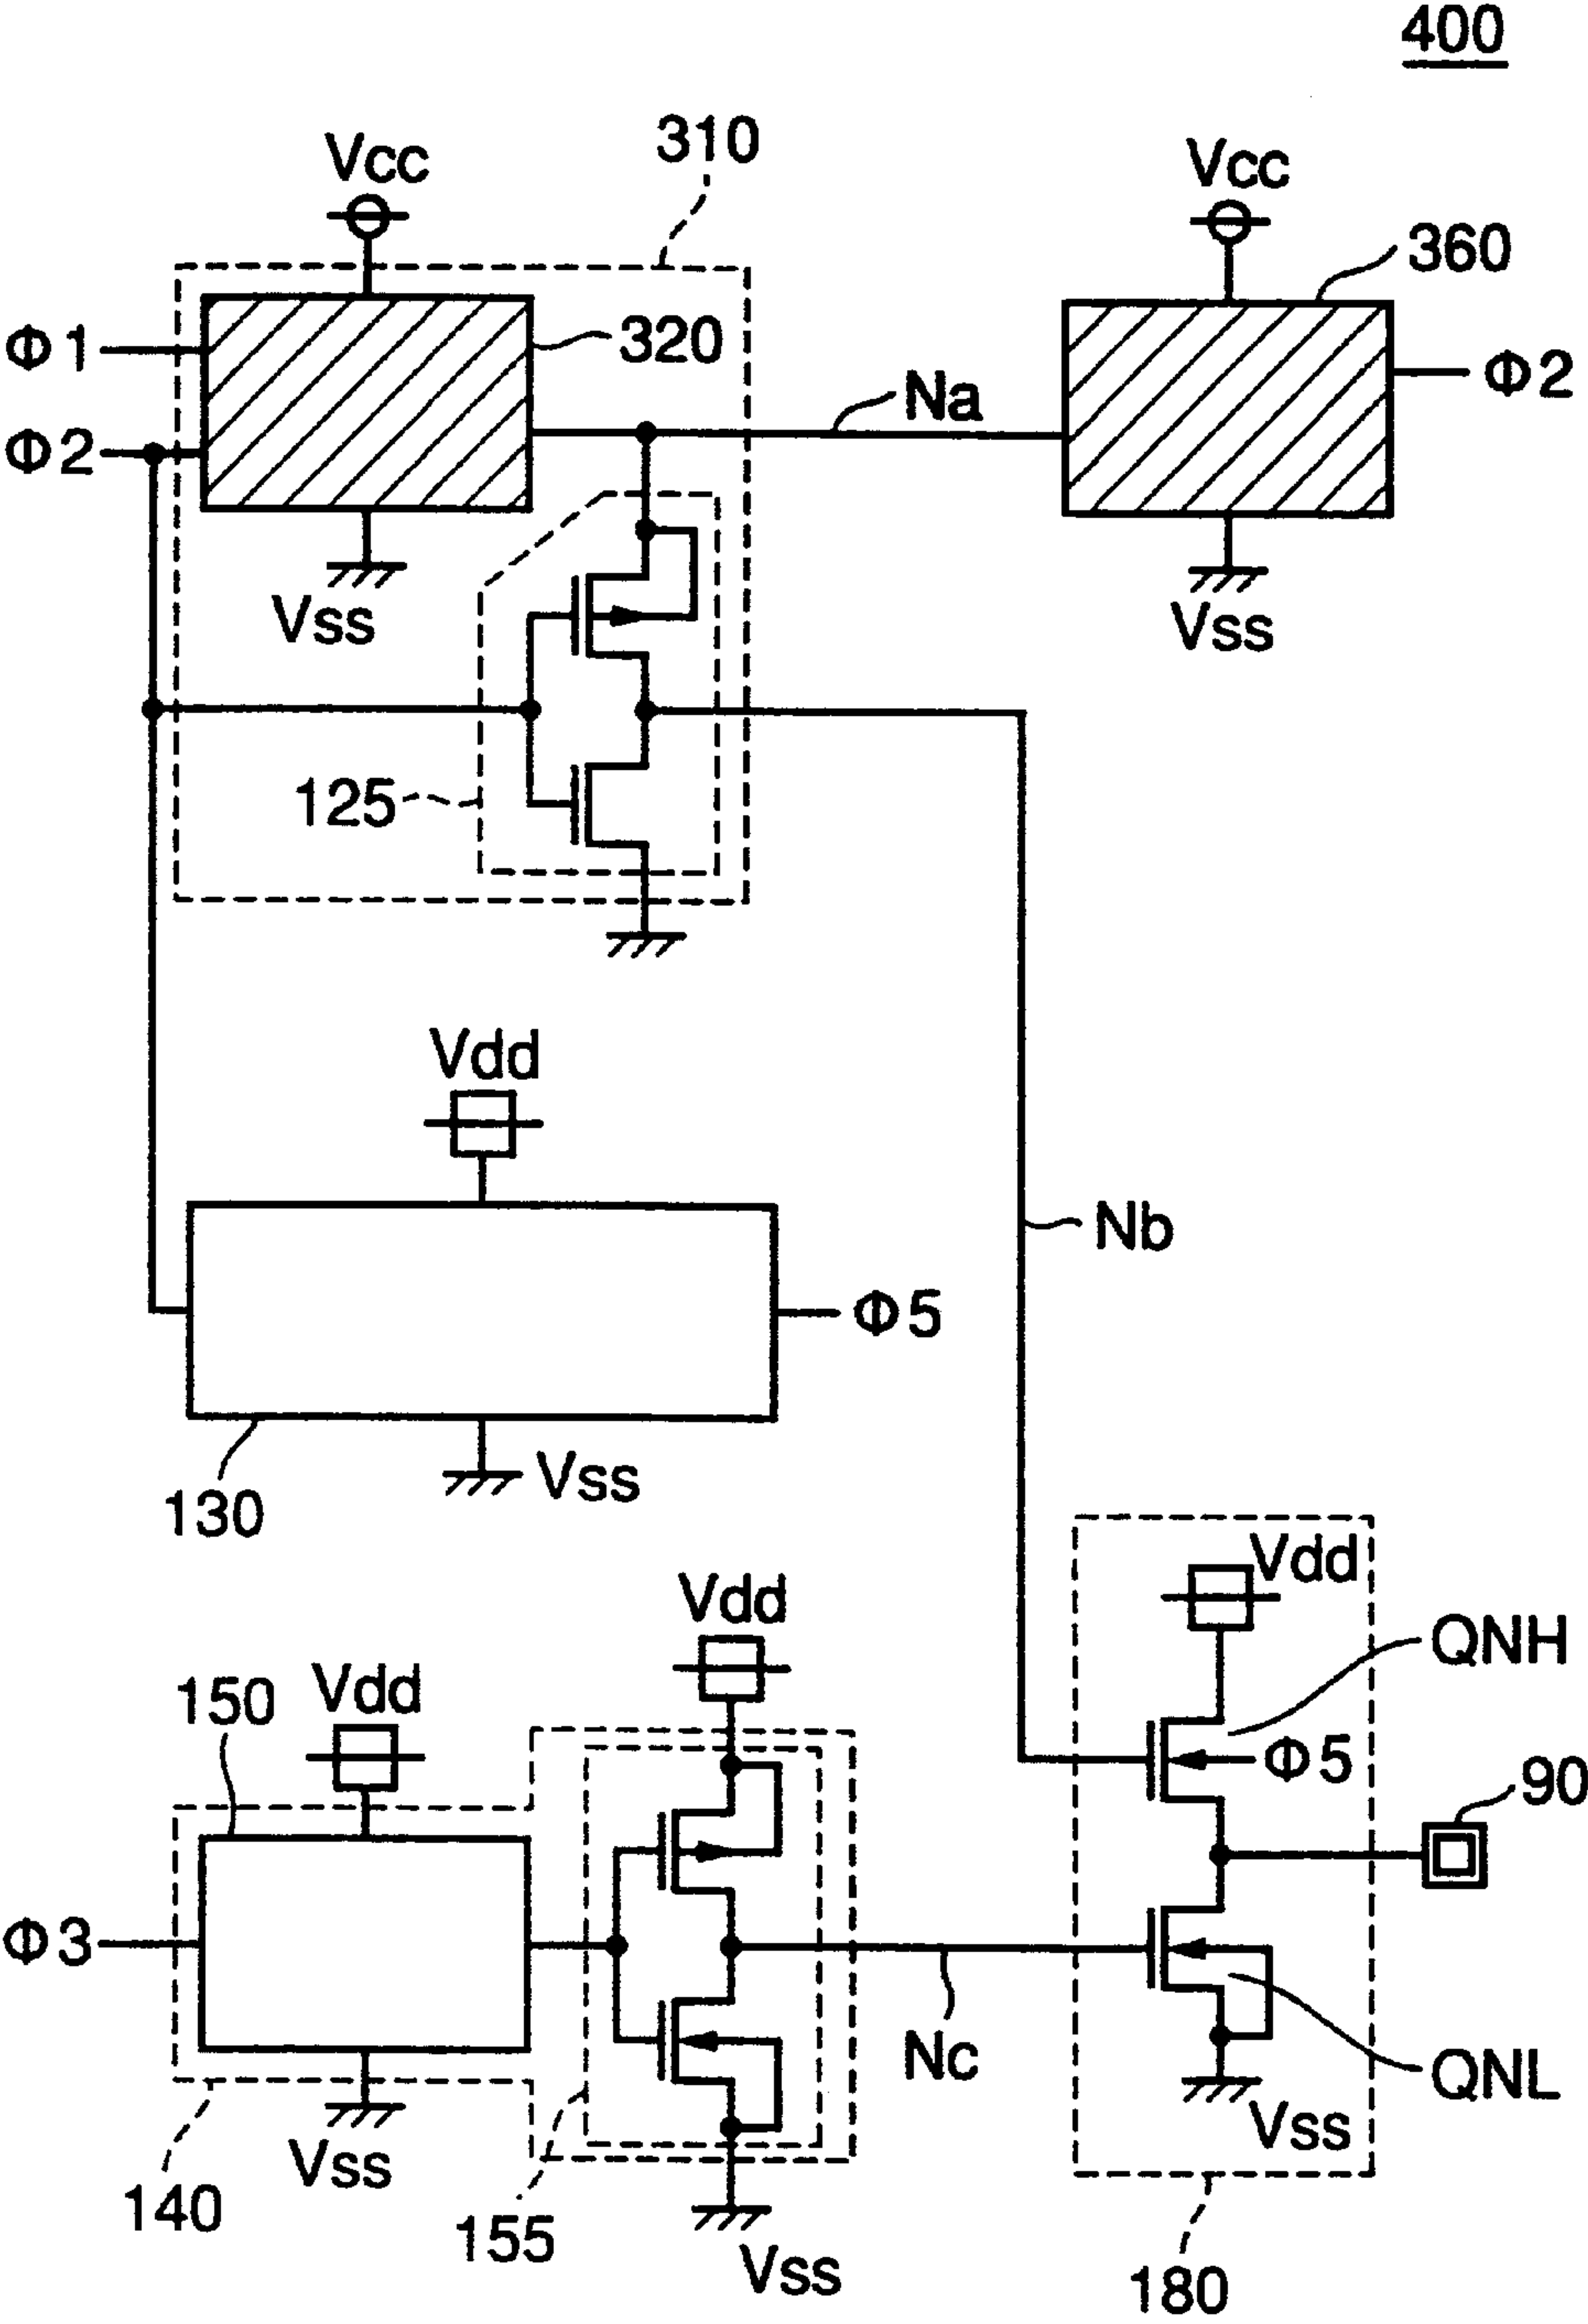 400
310
Vcc
Vcc
360
Φ1
320
Na
Φ2
Φ2
Vss
Vss
125
Vdd
Nb
Φ5
Vss
130
Vdd
Vdd
QNH
150
Vdd
Φ5
90
Φ3
Nc
QNL
Vss
Vss
140
155
Vss
180